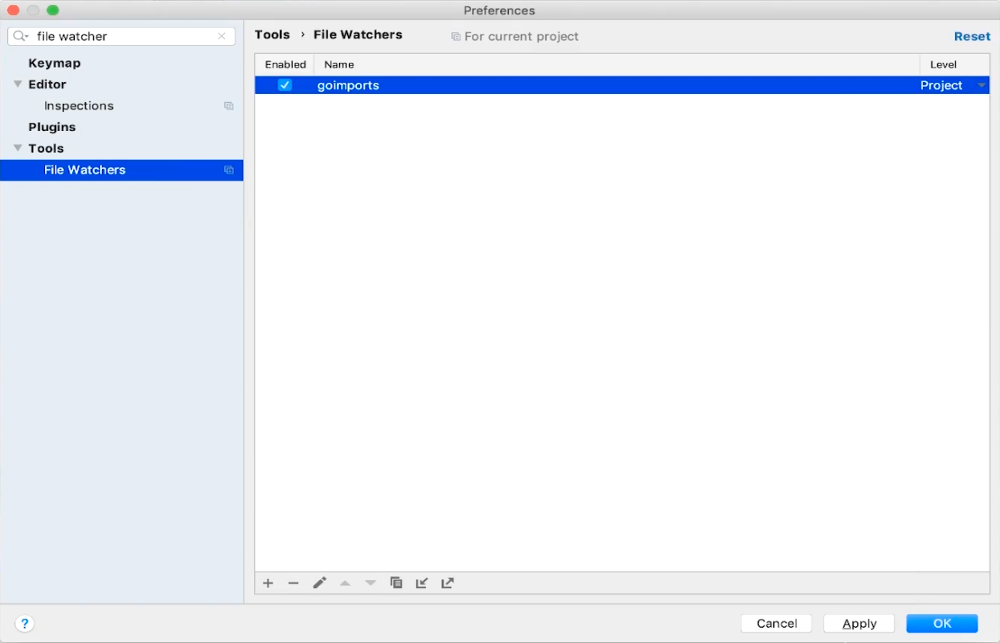 Preferences
file watcher
Keymap
Editor
Inspections
Plugins
Tools
File Watchers
Tools › File Watchers For current project Reset
Enabled Name Level
goimports Project
? Cancel Apply OK